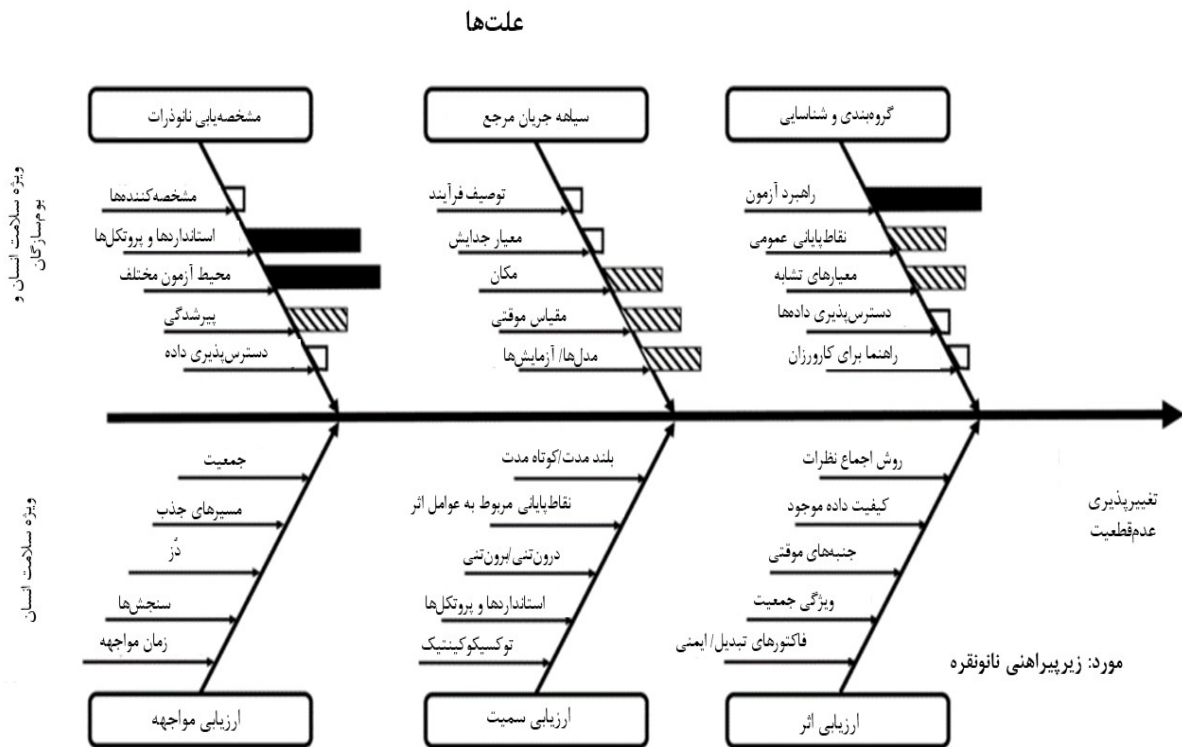 علت‌ها
گروه‌بندی و شناسایی
سیاهه جریان مرجع
مشخصه‌یابی نانوذرات
ویژه سلامت انسان و
بوم‌سازگان
راهبرد آزمون
نقاط‌پایانی عمومی
معیارهای تشابه
دسترس‌پذیری داده‌ها
راهنما برای کارورزان
توصیف فرآیند
معیار جدایش
مکان
مقیاس موقتی
مدل‌ها/ آزمایش‌ها
مشخصه‌کننده‌ها
استانداردها و پروتکل‌ها
محیط آزمون مختلف
پیرشدگی
دسترس‌پذیری داده
تغییرپذیری
عدم‌قطعیت
روش اجماع نظرات
کیفیت داده موجود
جنبه‌های موقتی
ویژگی جمعیت
فاکتورهای تبدیل/ ایمنی
بلند مدت/کوتاه مدت
نقاط‌پایانی مربوط به عوامل اثر
درون‌تنی/برون‌تنی
استانداردها و پروتکل‌ها
توکسیکوکینتیک
جمعیت
مسیرهای جذب
دُز
سنجش‌ها
زمان مواجهه
ویژه سلامت انسان
مورد: زیرپیراهنی نانونقره
ارزیابی اثر
ارزیابی سمیت
ارزیابی مواجهه